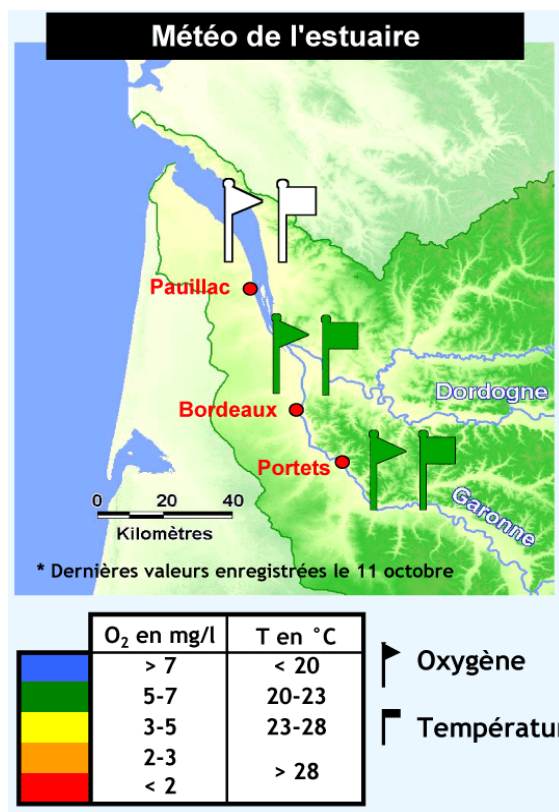 Météo de l'estuaire
Pauillac
Dordogne
Bordeaux
Portets
Garonne
0 20 40
Kilomètres
* Dernières valeurs enregistrées le 11 octobre
O₂ en mg/l T en °C
> 7 < 20
5-7 20-23
3-5 23-28
2-3
> 28
< 2
Oxygène
Températur